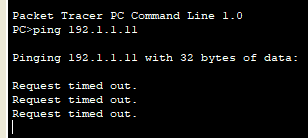 Packet Tracer PC Command Line 1.0
PC>ping 192.1.1.11
Pinging 192.1.1.11 with 32 bytes of data:
Request timed out.
Request timed out.
Request timed out.